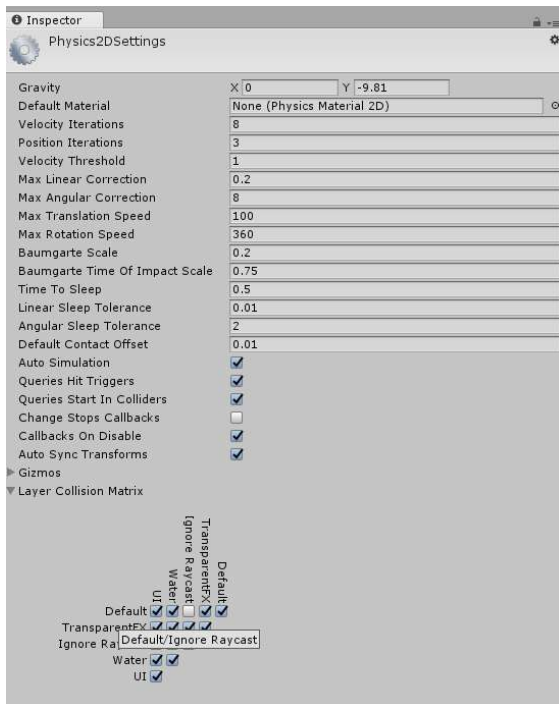 Inspector
Physics2DSettings
Gravity X 0 Y -9.81
Default Material None (Physics Material 2D)
Velocity Iterations 8
Position Iterations 3
Velocity Threshold 1
Max Linear Correction 0.2
Max Angular Correction 8
Max Translation Speed 100
Max Rotation Speed 360
Baumgarte Scale 0.2
Baumgarte Time Of Impact Scale 0.75
Time To Sleep 0.5
Linear Sleep Tolerance 0.01
Angular Sleep Tolerance 2
Default Contact Offset 0.01
Auto Simulation
Queries Hit Triggers
Queries Start In Colliders
Change Stops Callbacks
Callbacks On Disable
Auto Sync Transforms
Gizmos
Layer Collision Matrix
UI
Water
Ignore Raycast
TransparentFX
Default
Default
TransparentFX
Default/Ignore Raycast
Ignore
Water
UI